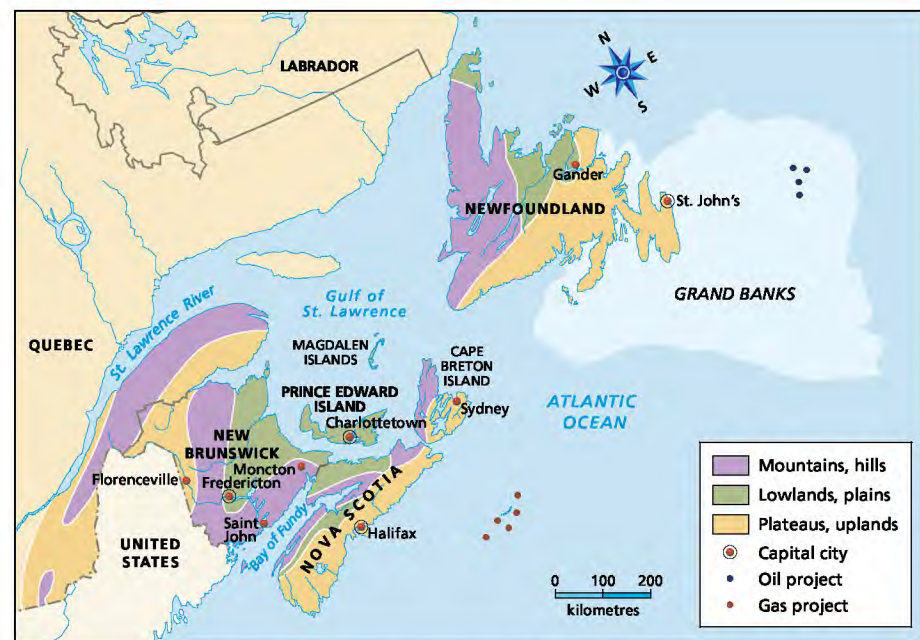 LABRADOR
N
E
W
S
Gander
NEWFOUNDLAND
St. John's
GRAND BANKS
Gulf of
St. Lawrence
St. Lawrence River
QUEBEC
MAGDALEN
ISLANDS
CAPE
BRETON
ISLAND
PRINCE EDWARD
ISLAND
Charlottetown
Sydney
ATLANTIC
OCEAN
NEW
BRUNSWICK
Moncton
Florenceville
Fredericton
Saint
John
Bay of Fundy
NOVA SCOTIA
Halifax
UNITED
STATES
Mountains, hills
Lowlands, plains
Plateaus, uplands
Capital city
Oil project
Gas project
0 100 200
kilometres